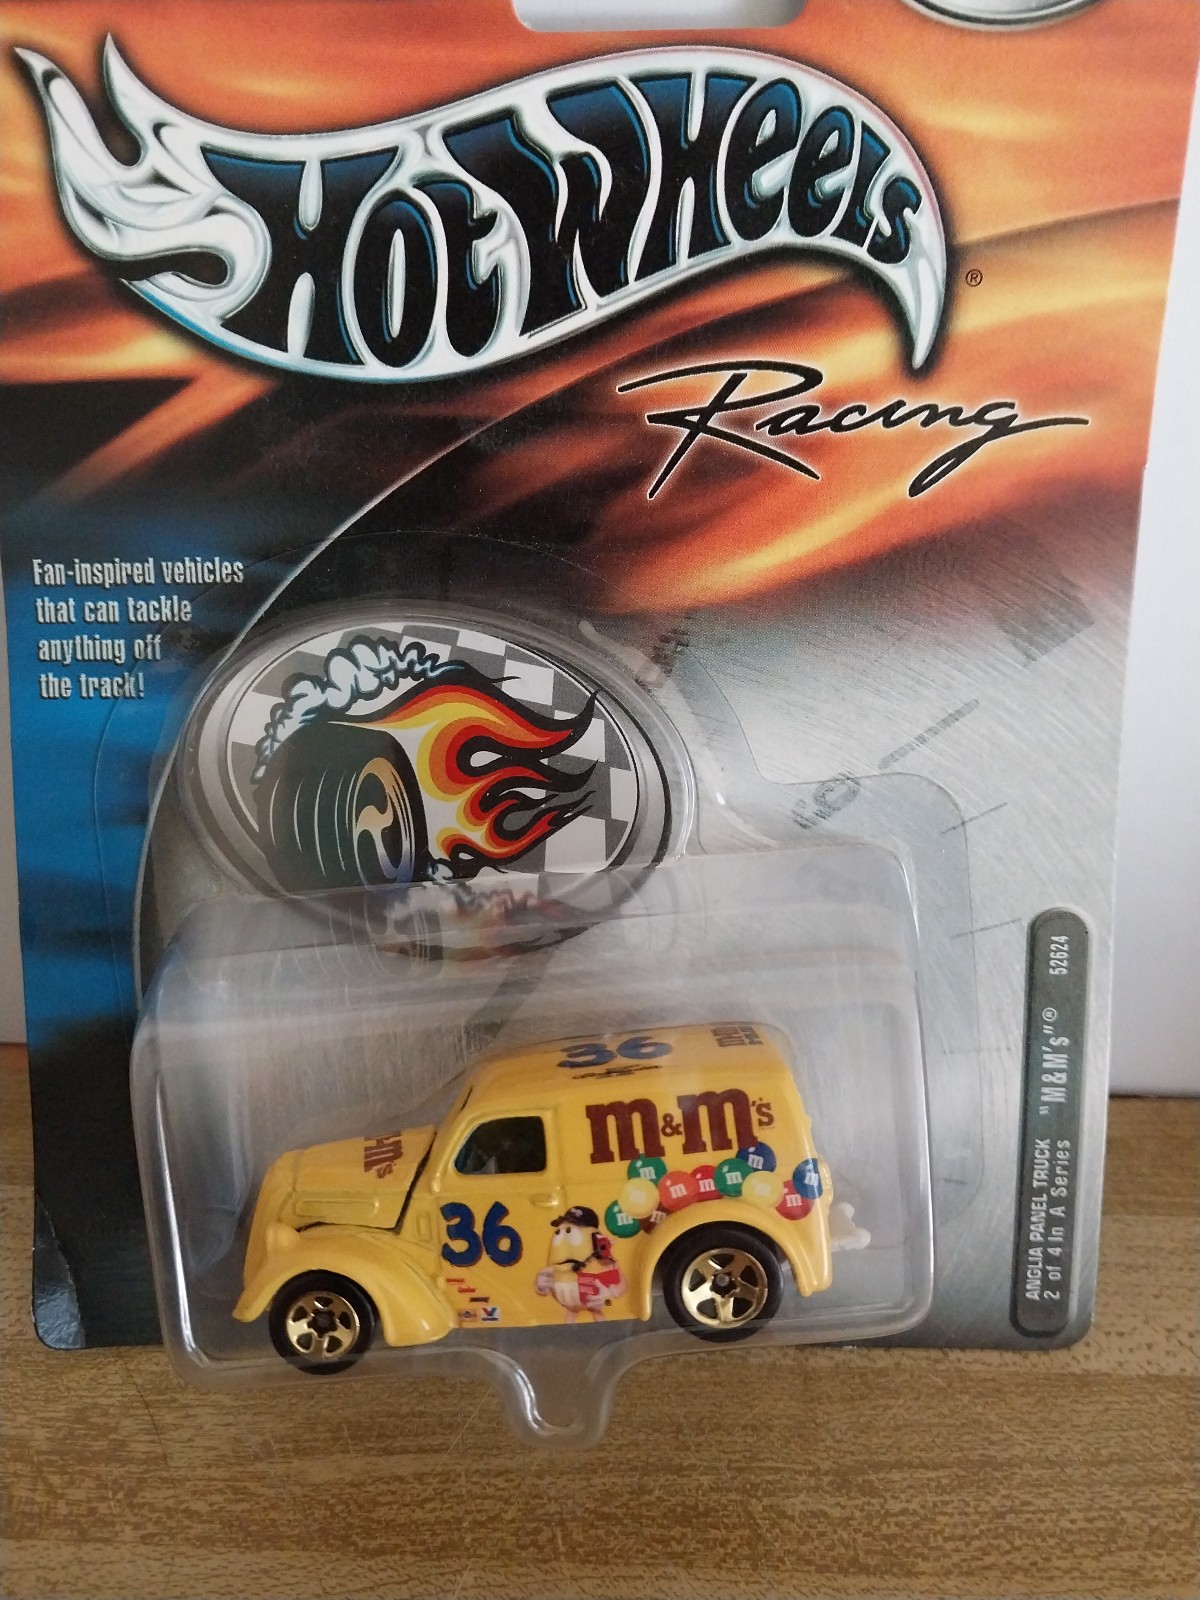 HOT WHEELS ®
Racing
Fan-inspired vehicles
that can tackle
anything off
the track!
ANGLIA PANEL TRUCK "M&M's"® 52624
2 of 4 In A Series
36
m&m's
m&m's
36
m m m m m m m m m